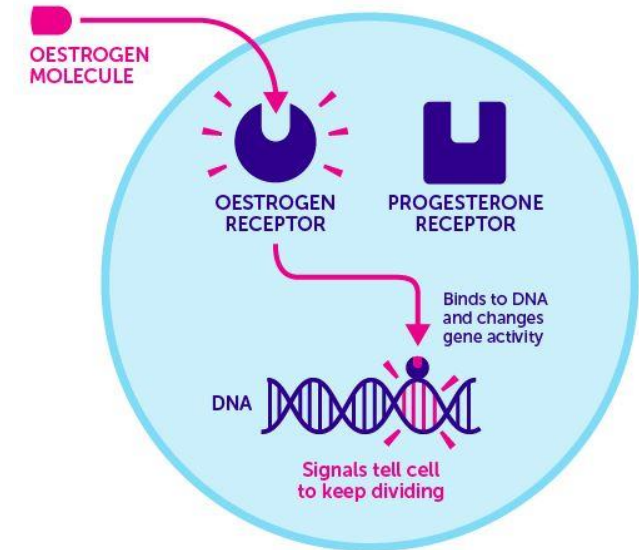 OESTROGEN
MOLECULE
OESTROGEN
RECEPTOR
PROGESTERONE
RECEPTOR
Binds to DNA
and changes
gene activity
DNA
Signals tell cell
to keep dividing